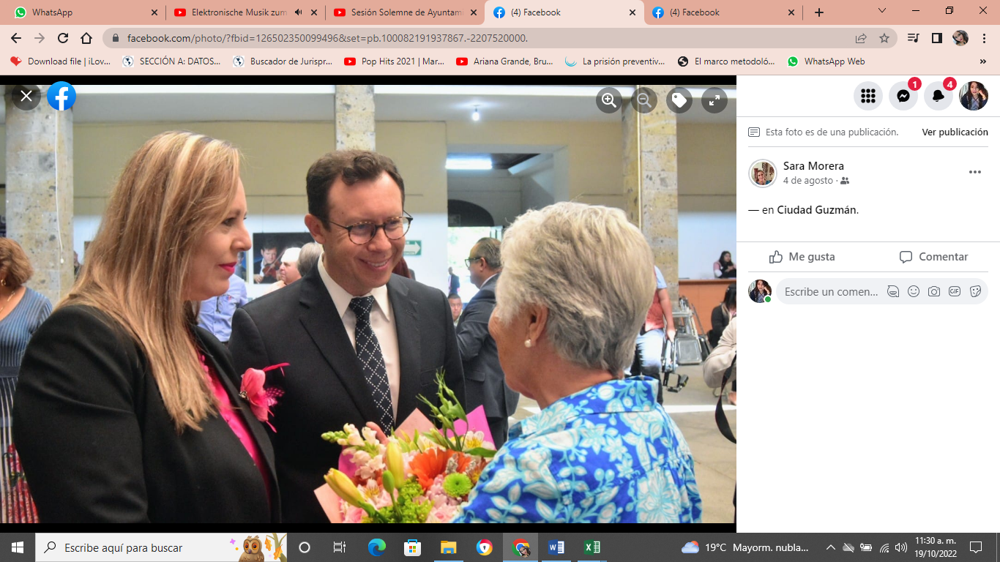 WhatsApp
Elektronische Musik zum
Sesión Solemne de Ayuntami
(4) Facebook
(4) Facebook
facebook.com/photo/?fbid=126502350099496&set=pb.100082191937867.-2207520000.
Download file | iLov...
SECCIÓN A: DATOS...
Buscador de Jurispr...
Pop Hits 2021 | Mar...
Ariana Grande, Bru...
La prisión preventiv...
El marco metodoló...
WhatsApp Web
»
1
4
Esta foto es de una publicación.
Ver publicación
Sara Morera
4 de agosto ·
— en Ciudad Guzmán.
Me gusta
Comentar
Escribe un comen...
GIF
Escribe aquí para buscar
19°C Mayorm. nubla...
11:30 a. m.
19/10/2022